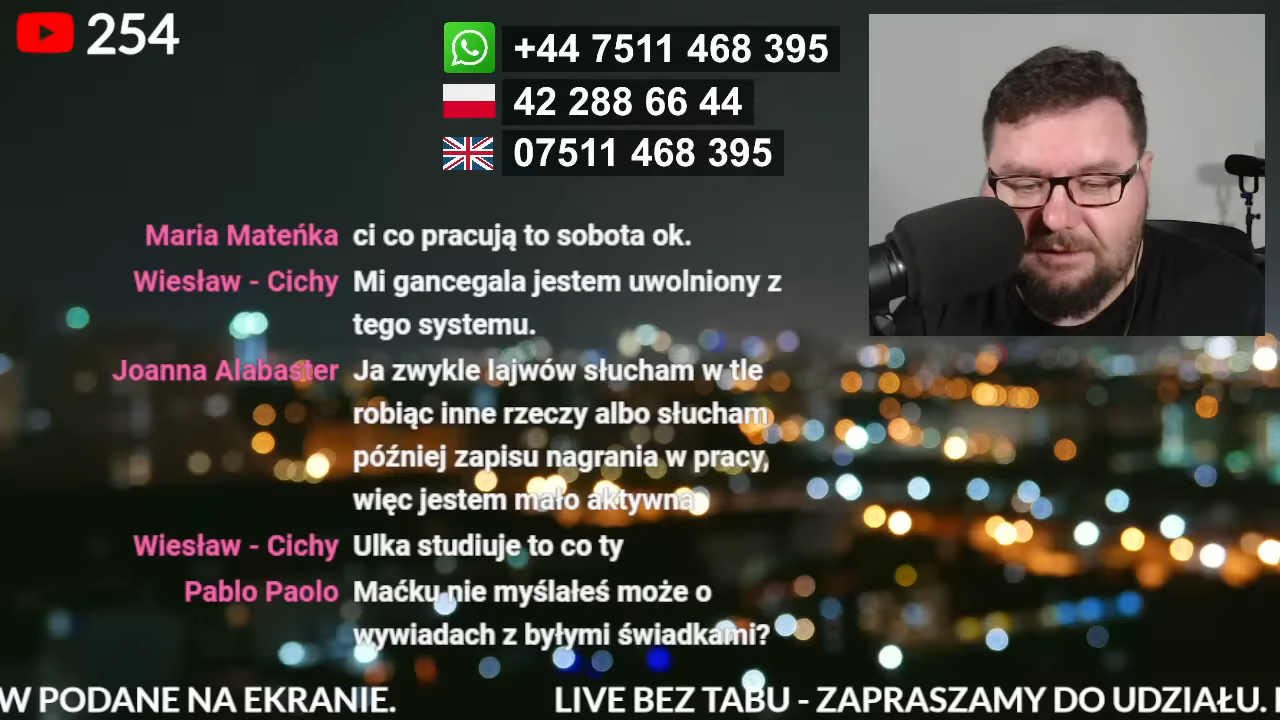 254
+44 7511 468 395
42 288 66 44
07511 468 395
Maria Mateńka ci co pracują to sobota ok.
Wiesław - Cichy Mi gancegala jestem uwolniony z
tego systemu.
Joanna Alabaster Ja zwykle lajwów słucham w tle
robiąc inne rzeczy albo słucham
później zapisu nagrania w pracy,
więc jestem mało aktywna
Wiesław - Cichy Ulka studiuje to co ty
Pablo Paolo Maćku nie myślałeś może o
wywiadach z byłymi świadkami?
W PODANE NA EKRANIE. LIVE BEZ TABU - ZAPRASZAMY DO UDZIAŁU.